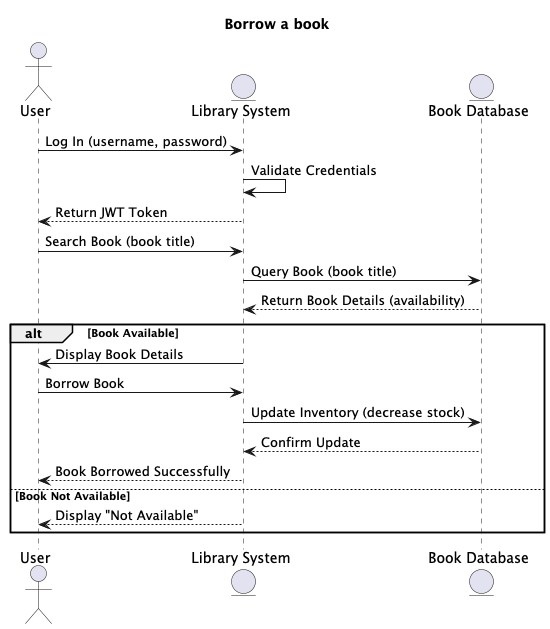 Borrow a book
User
Library System
Book Database
Log In (username, password)
Validate Credentials
Return JWT Token
Search Book (book title)
Query Book (book title)
Return Book Details (availability)
alt [Book Available]
Display Book Details
Borrow Book
Update Inventory (decrease stock)
Confirm Update
Book Borrowed Successfully
[Book Not Available]
Display "Not Available"
User
Library System
Book Database